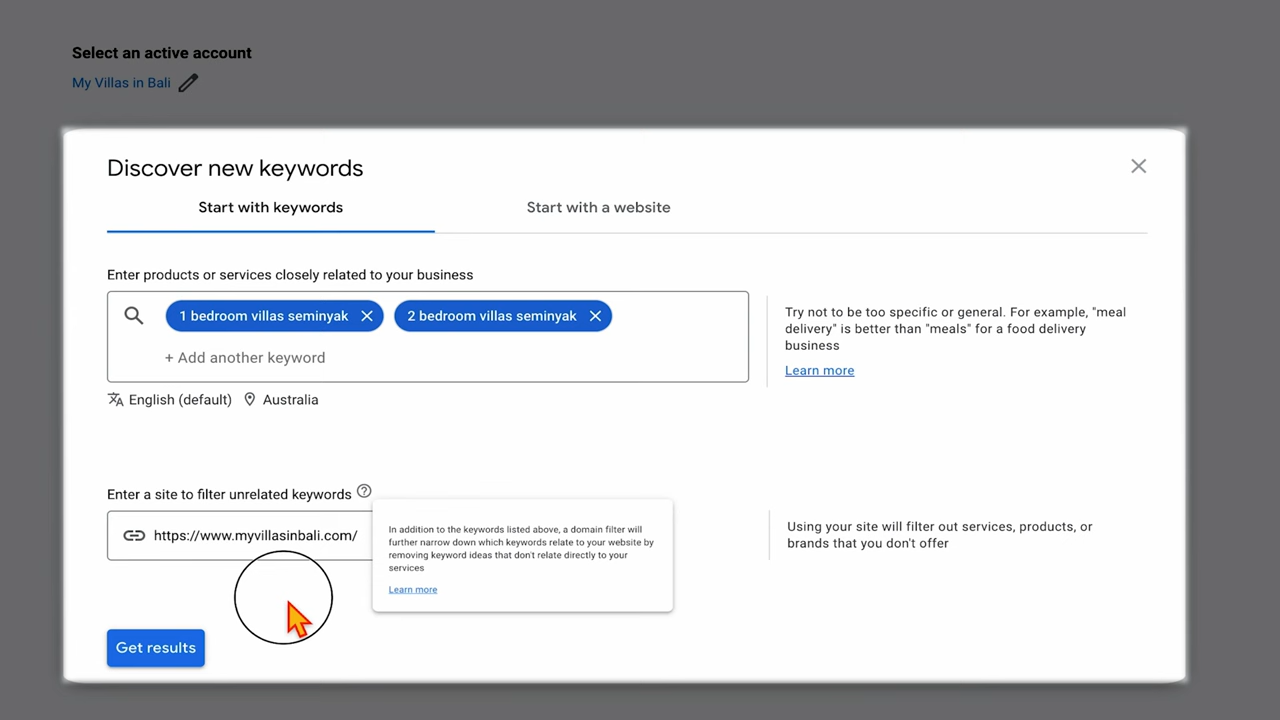 Select an active account
My Villas in Bali
Discover new keywords
Start with keywords
Start with a website
Enter products or services closely related to your business
1 bedroom villas seminyak
2 bedroom villas seminyak
+ Add another keyword
Try not to be too specific or general. For example, "meal
delivery" is better than "meals" for a food delivery
business
Learn more
English (default)
Australia
Enter a site to filter unrelated keywords
https://www.myvillasinbali.com/
In addition to the keywords listed above, a domain filter will
further narrow down which keywords relate to your website by
removing keyword ideas that don't relate directly to your
services
Learn more
Using your site will filter out services, products, or
brands that you don't offer
Get results